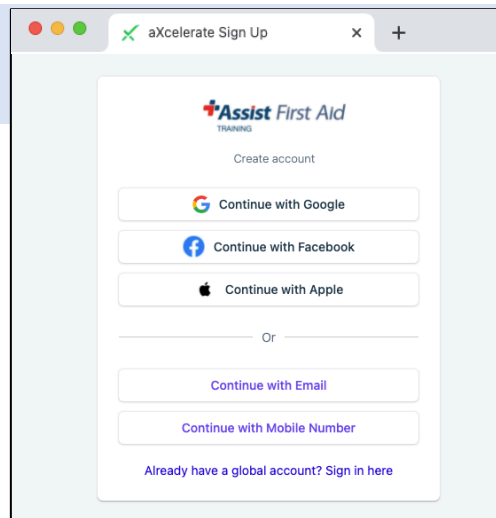 aXcelerate Sign Up
Assist First Aid
TRAINING
Create account
Continue with Google
Continue with Facebook
Continue with Apple
Or
Continue with Email
Continue with Mobile Number
Already have a global account? Sign in here